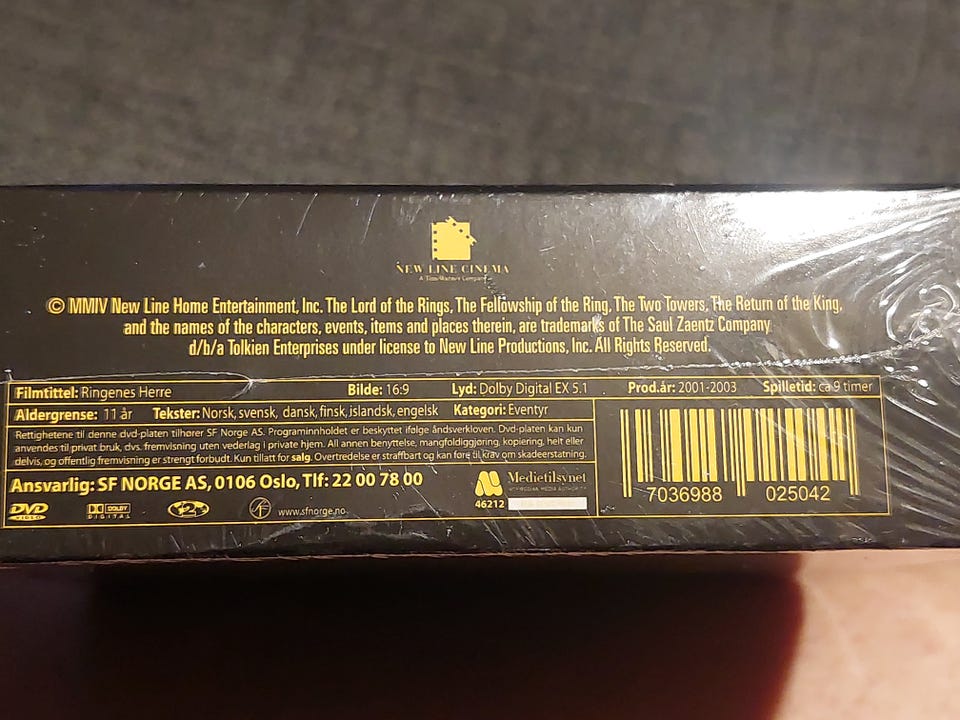 NEW LINE CINEMA
A Time Warner Company
© MMIV New Line Home Entertainment, Inc. The Lord of the Rings, The Fellowship of the Ring, The Two Towers, The Return of the King,
and the names of the characters, events, items and places therein, are trademarks of The Saul Zaentz Company
d/b/a Tolkien Enterprises under license to New Line Productions, Inc. All Rights Reserved.
Filmtittel: Ringenes Herre Bilde: 16:9 Lyd: Dolby Digital EX 5.1 Prod.år: 2001-2003 Spilletid: ca 9 timer
Aldergrense: 11 år Tekster: Norsk, svensk, dansk, finsk, islandsk, engelsk Kategori: Eventyr
Rettighetene til denne dvd-platen tilhører SF Norge AS. Programinnholdet er beskyttet ifølge åndsverkloven. Dvd-platen kan kun
anvendes til privat bruk, dvs. fremvisning uten vederlag i private hjem. All annen benyttelse, mangfoldiggjøring, kopiering, helt eller
delvis, og offentlig fremvisning er strengt forbudt. Kun tillatt for salg. Overtredelse er straffbart og kan føre til krav om skadeerstatning.
Ansvarlig: SF NORGE AS, 0106 Oslo, Tlf: 22 00 78 00
Medietilsynet
NORWEGIAN MEDIA AUTHORITY
46212
DVD VIDEO DOLBY DIGITAL 2 SF www.sfnorge.no
7036988 025042